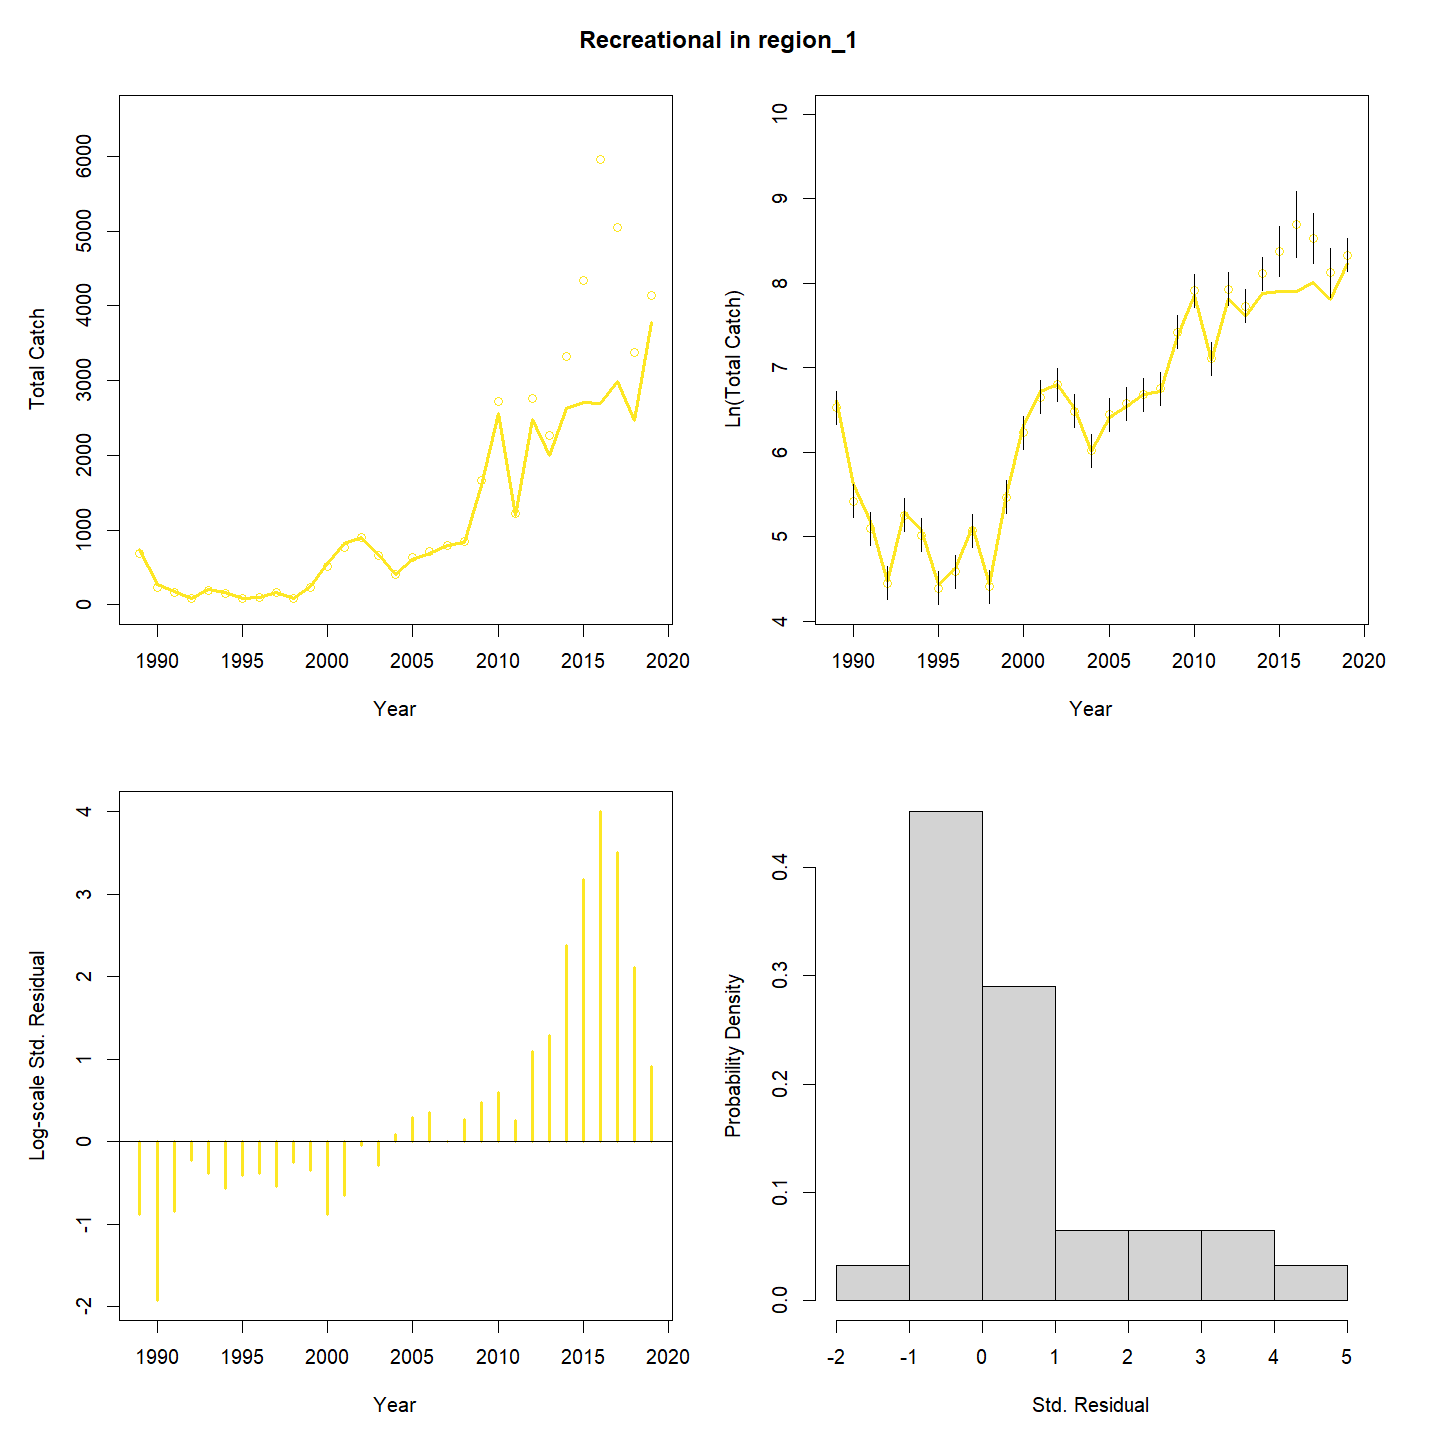 Recreational in region_1
Total Catch
6000
5000
4000
3000
2000
1000
0
1990 1995 2000 2005 2010 2015 2020
Year
Ln(Total Catch)
10
9
8
7
6
5
4
1990 1995 2000 2005 2010 2015 2020
Year
Log-scale Std. Residual
4
3
2
1
0
-1
-2
1990 1995 2000 2005 2010 2015 2020
Year
Probability Density
0.4
0.3
0.2
0.1
0.0
-2 -1 0 1 2 3 4 5
Std. Residual